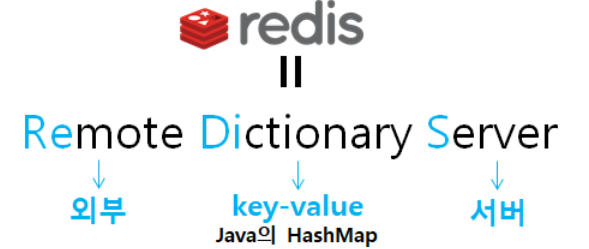 redis
=
Remote Dictionary Server
외부 key-value 서버
Java의 HashMap